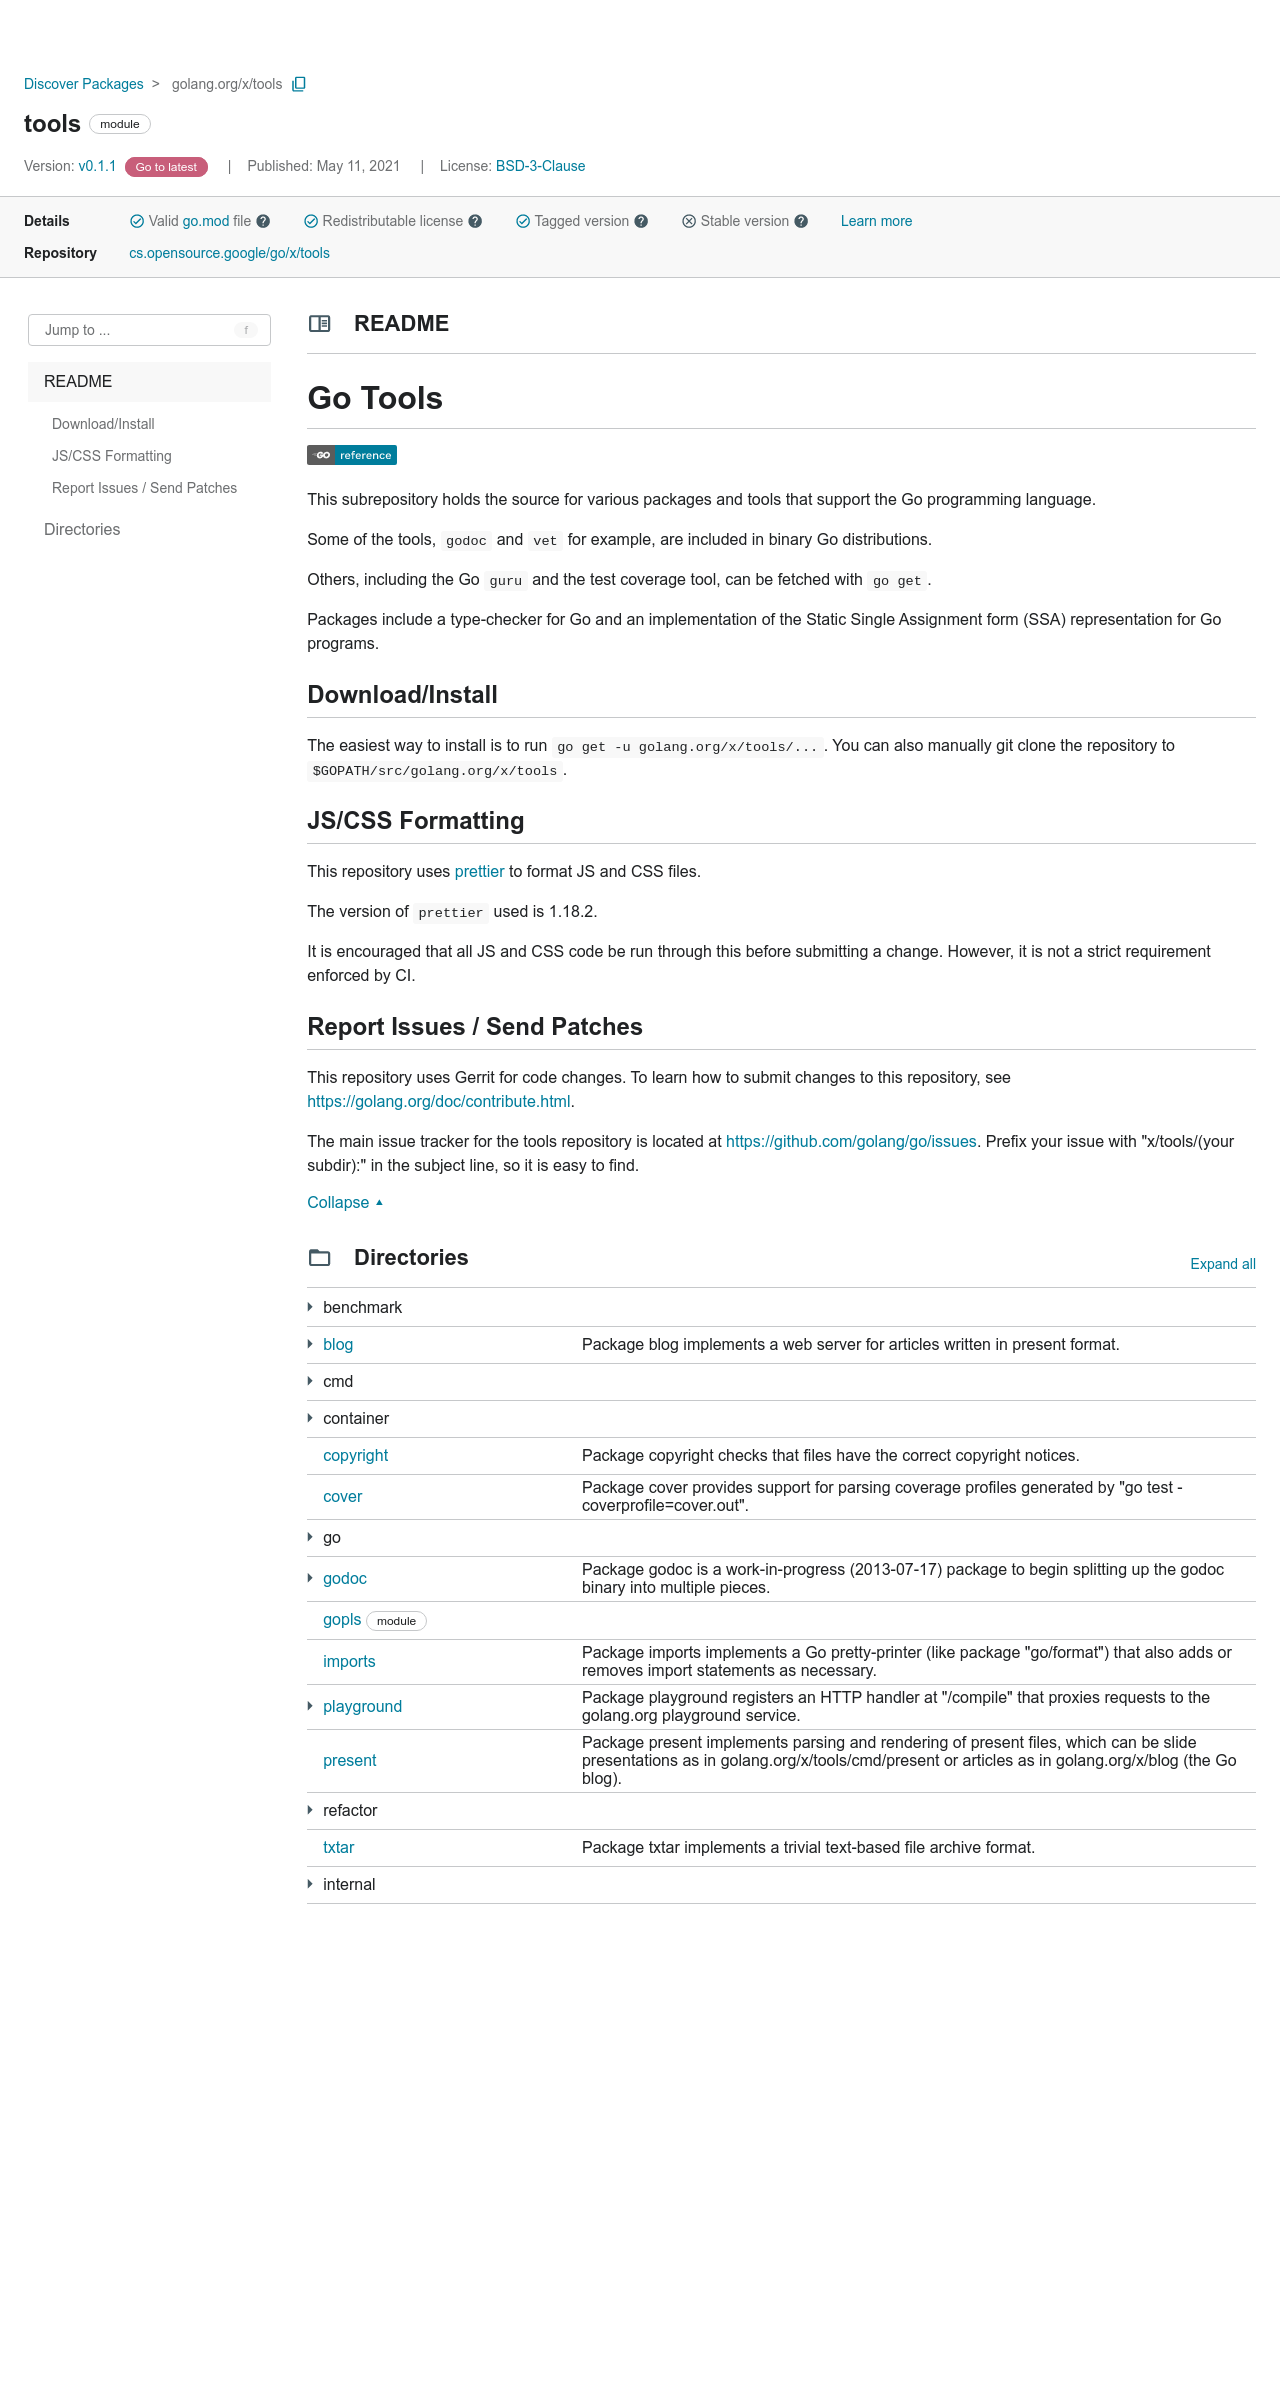 Discover Packages > golang.org/x/tools
tools module
Version: v0.1.1 Go to latest | Published: May 11, 2021 | License: BSD-3-Clause
Details Valid go.mod file Redistributable license Tagged version Stable version Learn more
Repository cs.opensource.google/go/x/tools
Jump to ... f
README
Download/Install
JS/CSS Formatting
Report Issues / Send Patches
Directories
README
Go Tools
GO reference
This subrepository holds the source for various packages and tools that support the Go programming language.
Some of the tools, godoc and vet for example, are included in binary Go distributions.
Others, including the Go guru and the test coverage tool, can be fetched with go get.
Packages include a type-checker for Go and an implementation of the Static Single Assignment form (SSA) representation for Go
programs.
Download/Install
The easiest way to install is to run go get -u golang.org/x/tools/.... You can also manually git clone the repository to
$GOPATH/src/golang.org/x/tools.
JS/CSS Formatting
This repository uses prettier to format JS and CSS files.
The version of prettier used is 1.18.2.
It is encouraged that all JS and CSS code be run through this before submitting a change. However, it is not a strict requirement
enforced by CI.
Report Issues / Send Patches
This repository uses Gerrit for code changes. To learn how to submit changes to this repository, see
https://golang.org/doc/contribute.html.
The main issue tracker for the tools repository is located at https://github.com/golang/go/issues. Prefix your issue with "x/tools/(your
subdir):" in the subject line, so it is easy to find.
Collapse
Directories Expand all
benchmark
blog Package blog implements a web server for articles written in present format.
cmd
container
copyright Package copyright checks that files have the correct copyright notices.
cover Package cover provides support for parsing coverage profiles generated by "go test -
coverprofile=cover.out".
go
godoc Package godoc is a work-in-progress (2013-07-17) package to begin splitting up the godoc
binary into multiple pieces.
gopls module
imports Package imports implements a Go pretty-printer (like package "go/format") that also adds or
removes import statements as necessary.
playground Package playground registers an HTTP handler at "/compile" that proxies requests to the
golang.org playground service.
present Package present implements parsing and rendering of present files, which can be slide
presentations as in golang.org/x/tools/cmd/present or articles as in golang.org/x/blog (the Go
blog).
refactor
txtar Package txtar implements a trivial text-based file archive format.
internal